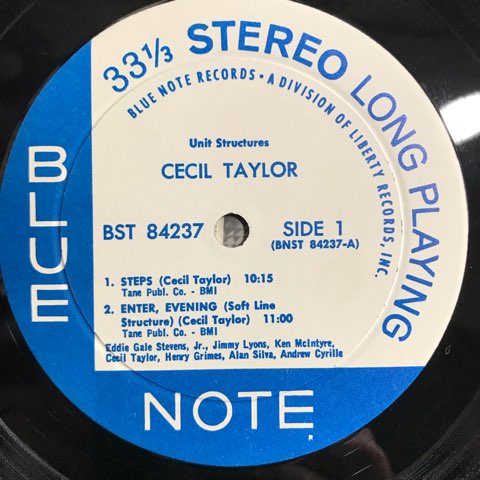 33 1/3 STEREO LONG PLAYING
BLUE NOTE RECORDS • A DIVISION OF LIBERTY RECORDS, INC.
Unit Structures
CECIL TAYLOR
BST 84237
SIDE 1
(BNST 84237-A)
1. STEPS (Cecil Taylor) 10:15
Tane Publ. Co. - BMI
2. ENTER, EVENING (Soft Line
Structure) (Cecil Taylor) 11:00
Tane Publ. Co. - BMI
Eddie Gale Stevens, Jr., Jimmy Lyons, Ken McIntyre,
Cecil Taylor, Henry Grimes, Alan Silva, Andrew Cyrille
BLUE
NOTE